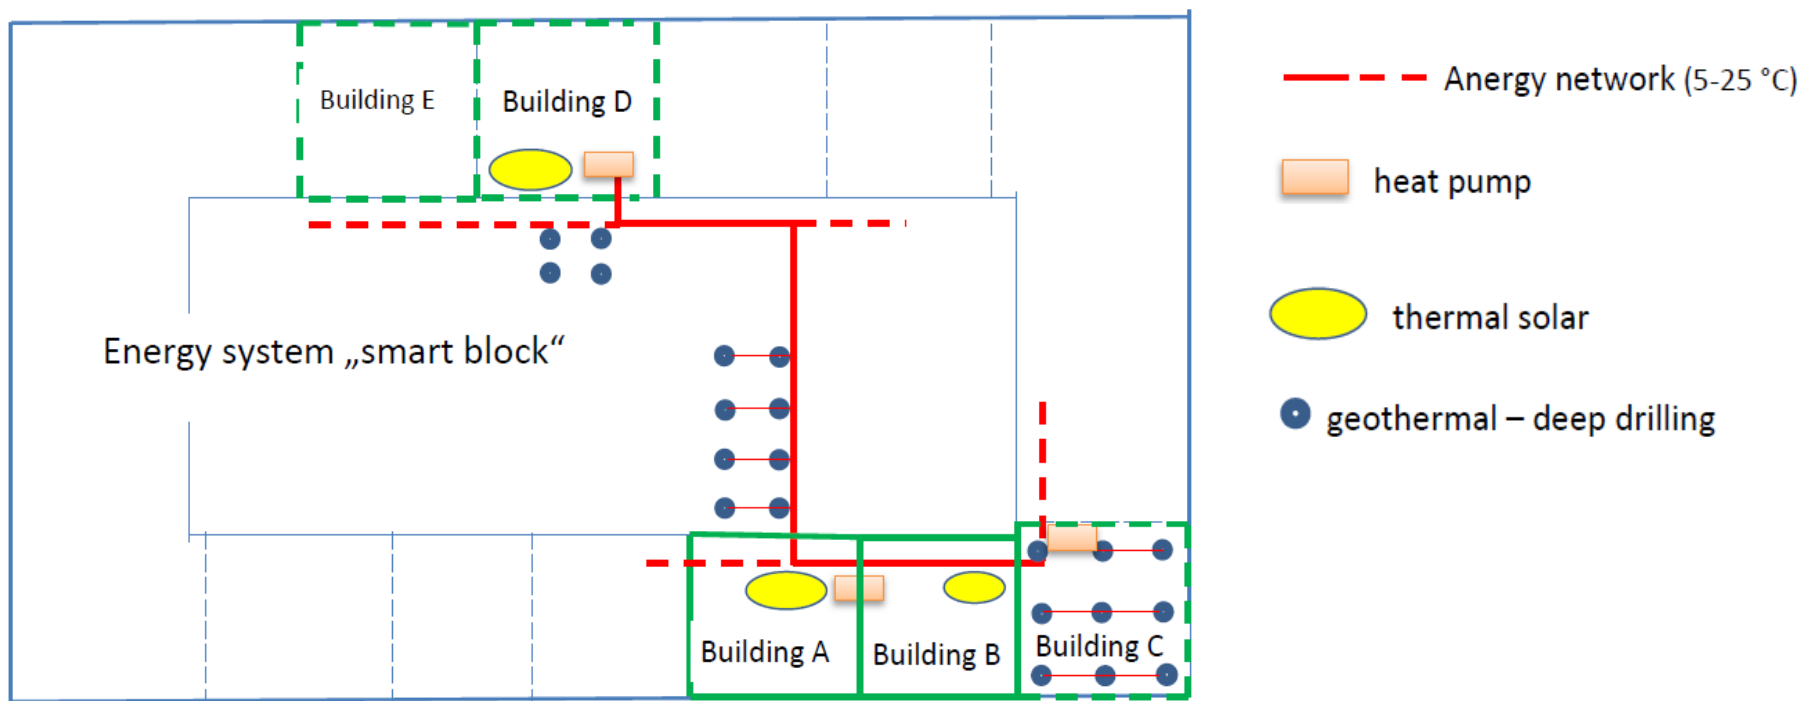 Building E
Building D
Energy system „smart block“
Building A
Building B
Building C
Anergy network (5-25 °C)
heat pump
thermal solar
geothermal – deep drilling